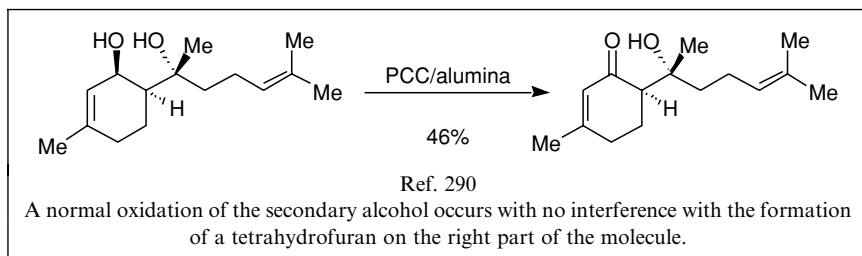 HO HO Me Me
H Me
Me
PCC/alumina
46%
O HO Me Me
H Me
Me
Ref. 290
A normal oxidation of the secondary alcohol occurs with no interference with the formation
of a tetrahydrofuran on the right part of the molecule.